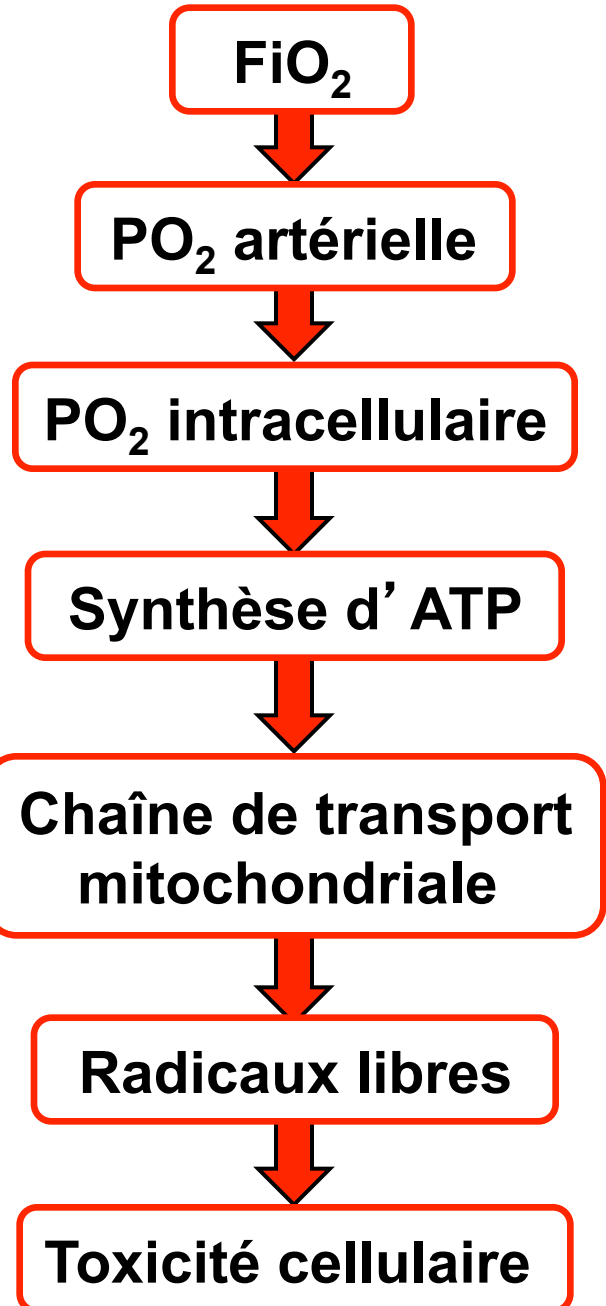 FiO₂
PO₂ artérielle
PO₂ intracellulaire
Synthèse d’ ATP
Chaîne de transport
mitochondriale
Radicaux libres
Toxicité cellulaire